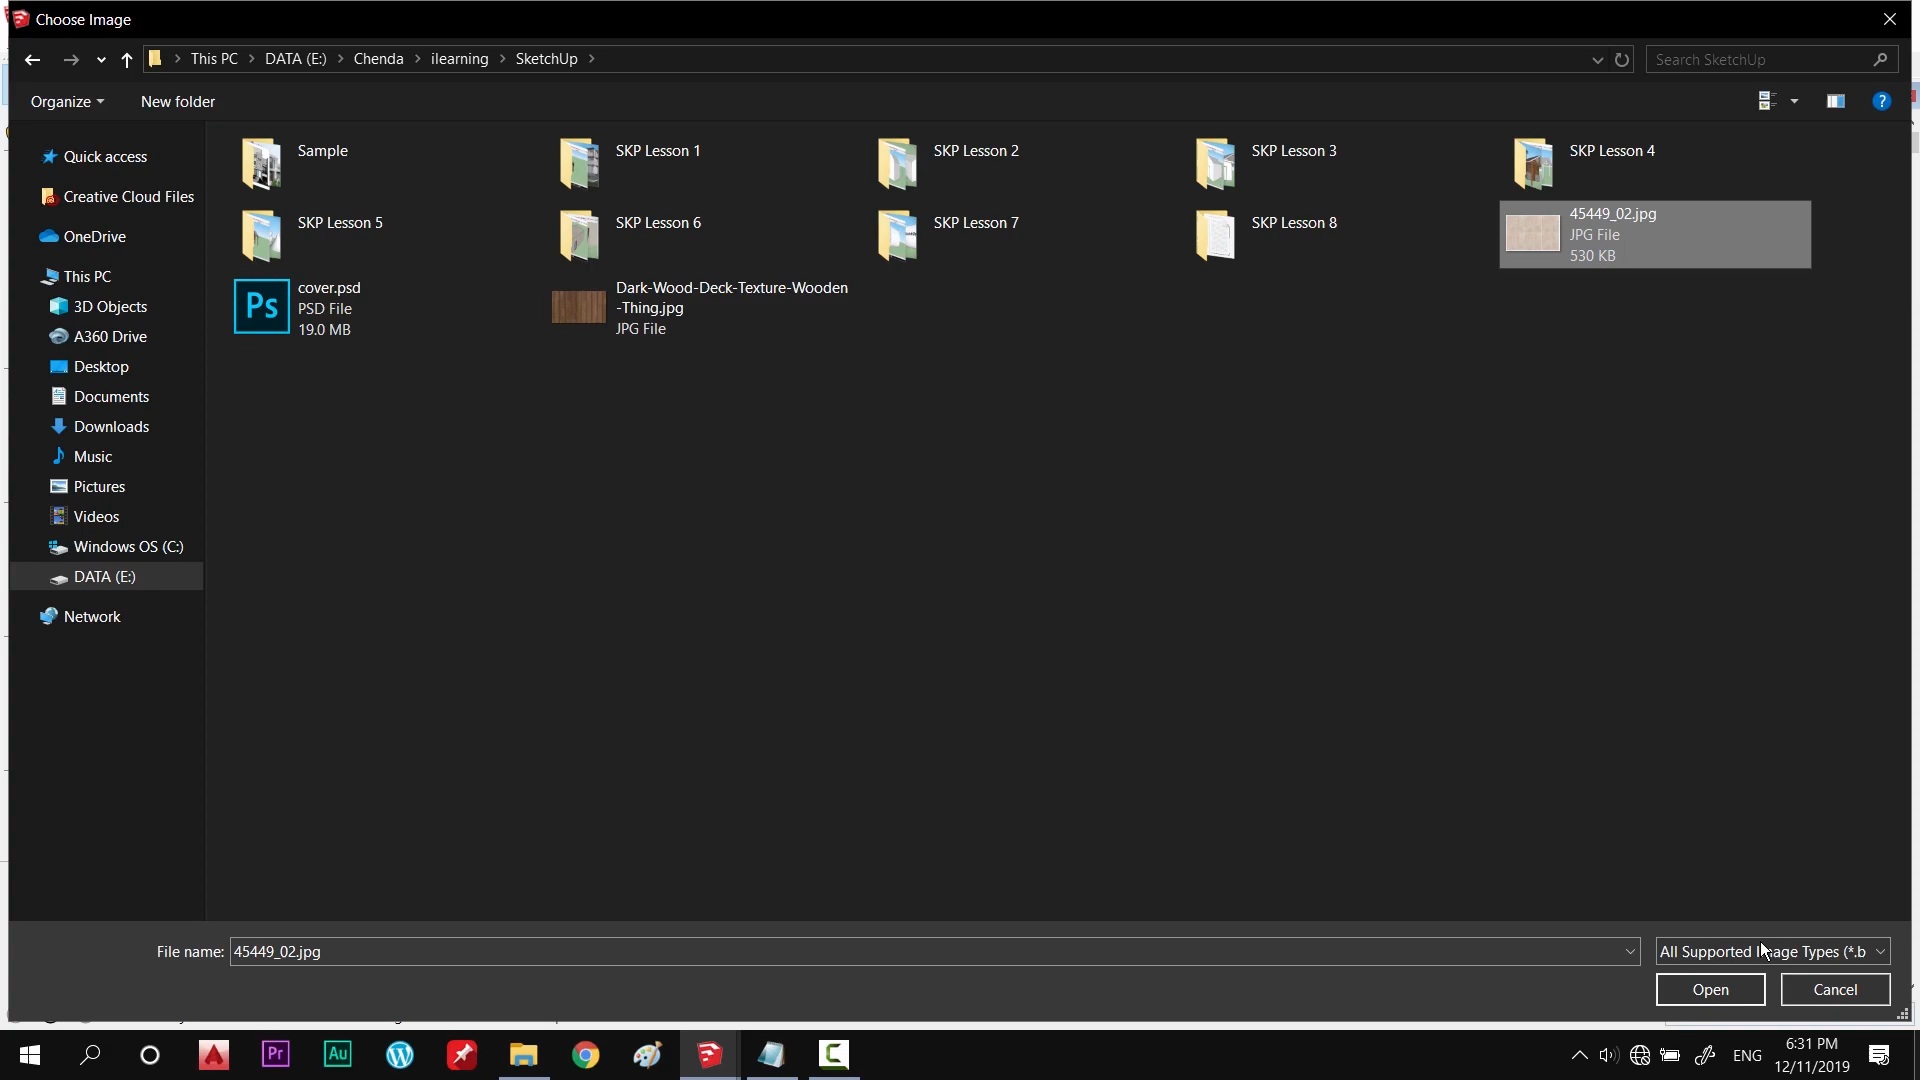 Choose Image
This PC > DATA (E:) > Chenda > ilearning > SketchUp >
Search SketchUp
Organize
New folder
?
Quick access
Creative Cloud Files
OneDrive
This PC
3D Objects
A360 Drive
Desktop
Documents
Downloads
Music
Pictures
Videos
Windows OS (C:)
DATA (E:)
Network
Sample
SKP Lesson 1
SKP Lesson 2
SKP Lesson 3
SKP Lesson 4
SKP Lesson 5
SKP Lesson 6
SKP Lesson 7
SKP Lesson 8
45449_02.jpg
JPG File
530 KB
Ps
cover.psd
PSD File
19.0 MB
Dark-Wood-Deck-Texture-Wooden
-Thing.jpg
JPG File
File name: 45449_02.jpg
All Supported Image Types (*.b
Open
Cancel
Pr
Au
ENG
6:31 PM
12/11/2019